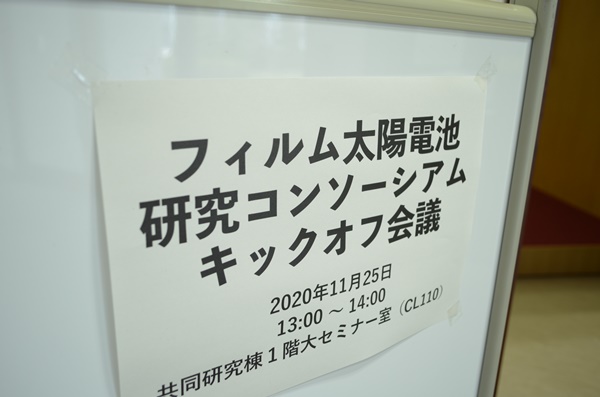 フィルム太陽電池
研究コンソーシアム
キックオフ会議
2020年11月25日
13:00 ～ 14:00
共同研究棟１階大セミナー室（CL110）